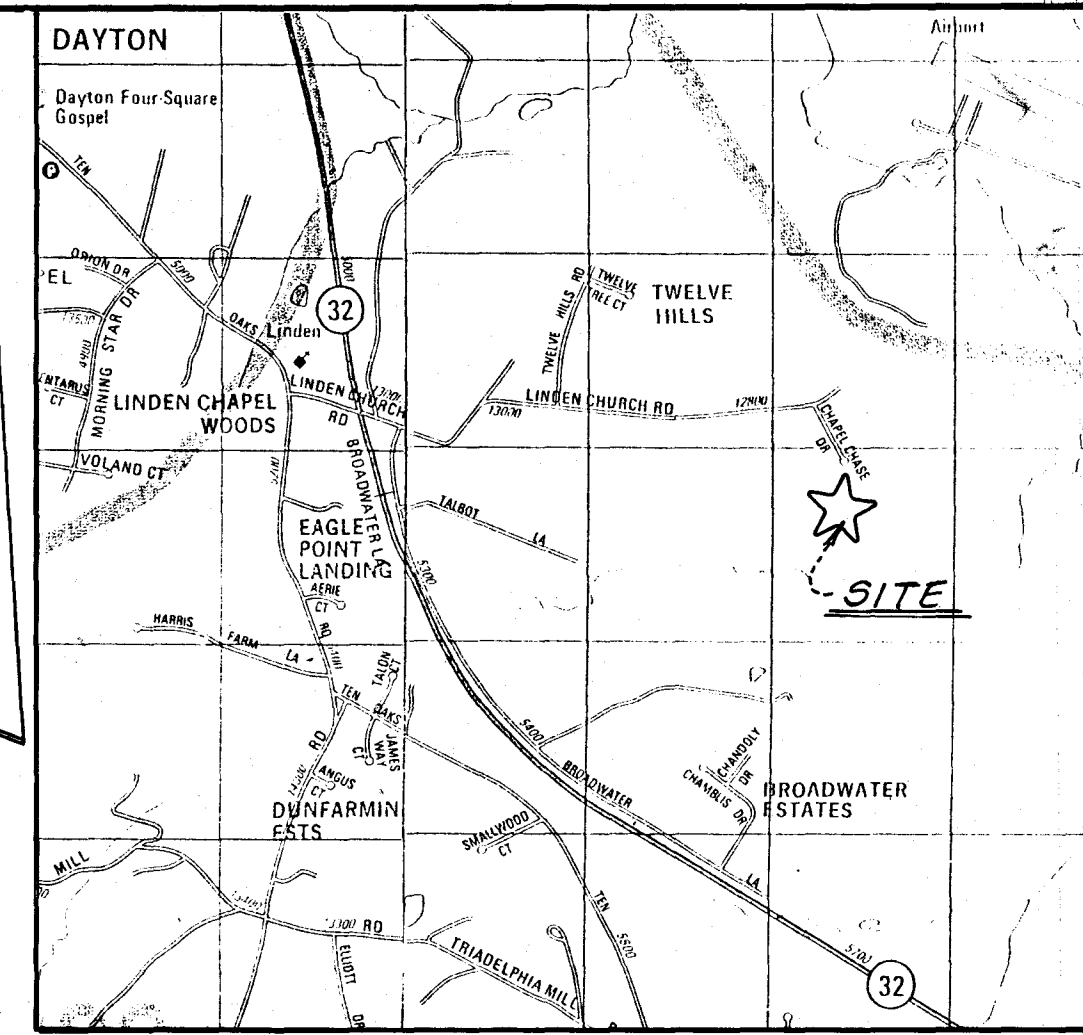 DAYTON
Airport
Dayton Four-Square
Gospel
TEN
5000
ORION DR
EL
MORNING STAR DR
OAKS
Linden
32
5000
TWELVE
TREE CT
TWELVE HILLS RD
TWELVE
HILLS
CT
LINDEN CHAPEL
WOODS
LINDEN CHURCH
RD
13000
LINDEN CHURCH RD
12800
CHAPEL CHASE
DR
VOLAND CT
BROADWATER LA
TALBOT
LA
EAGLE
POINT
LANDING
5300
AERIE
CT
RD
SITE
HARRIS
FARM
LA
TALON
CT
TEN
OAKS
JAMES
WAY
CT
RD
5400
BROADWATER
CHANDOLY
DR
CHAMBLIS DR
BROADWATER
ESTATES
ANGUS
CT
DUNFARMIN
ESTS
SMALLWOOD
CT
LA
MILL
TEN
5800
RD
ELLIOTT
DR
TRIADELPHIA MILL
5700
32